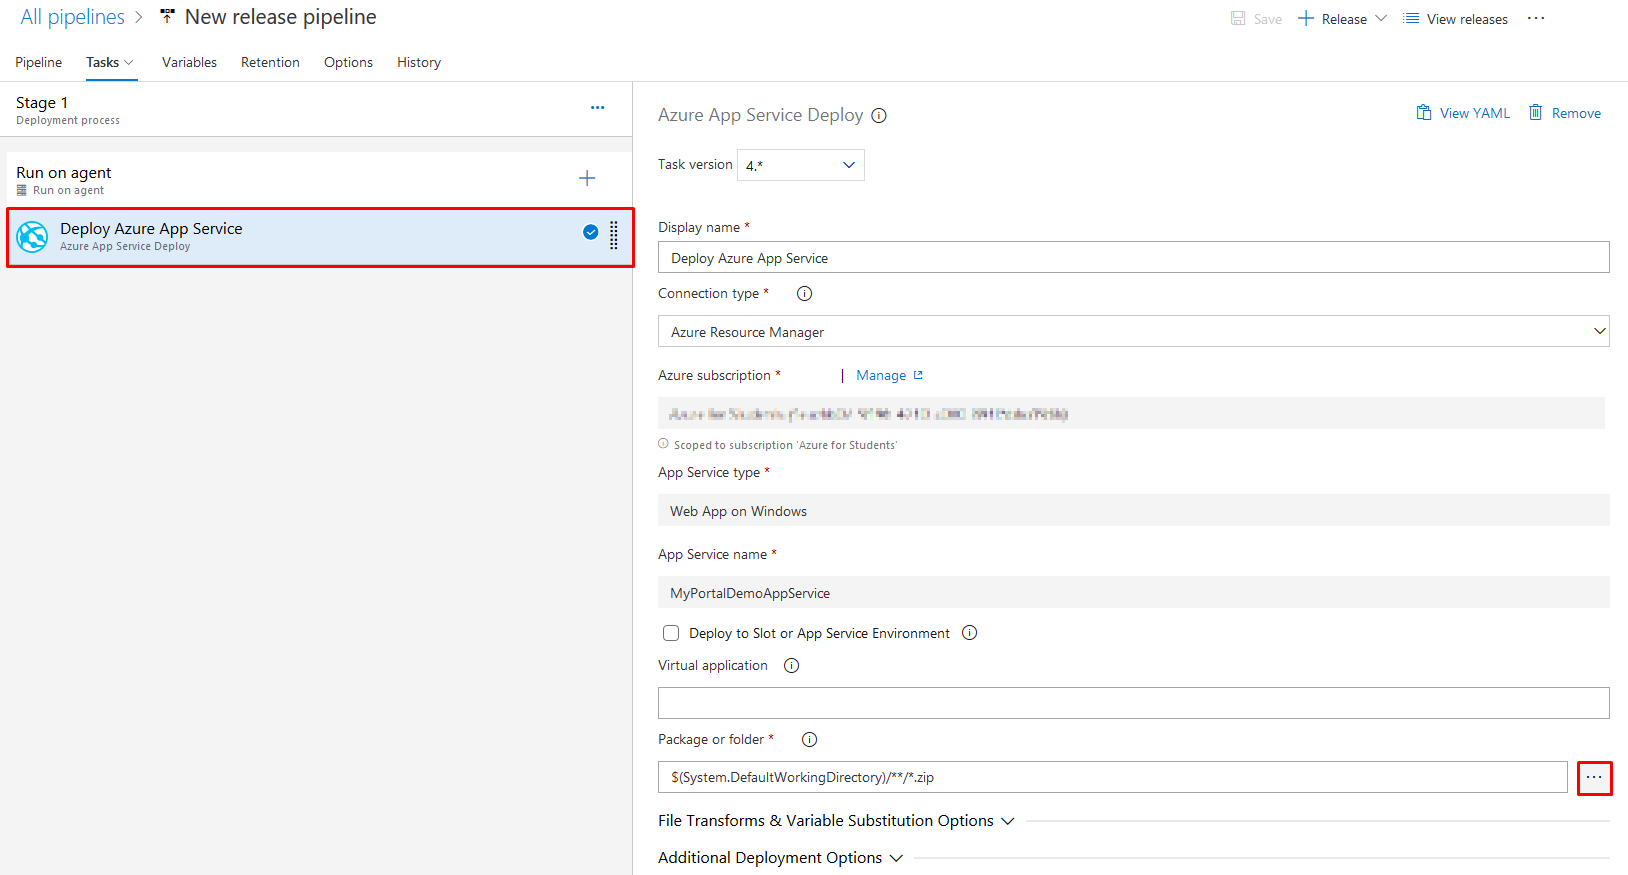 All pipelines > New release pipeline
Save Release View releases ...
Pipeline Tasks Variables Retention Options History
Stage 1
Deployment process
...
Run on agent
Run on agent
Deploy Azure App Service
Azure App Service Deploy
Azure App Service Deploy
View YAML Remove
Task version 4.*
Display name *
Deploy Azure App Service
Connection type *
Azure Resource Manager
Azure subscription * | Manage
Scoped to subscription 'Azure for Students'
App Service type *
Web App on Windows
App Service name *
MyPortalDemoAppService
Deploy to Slot or App Service Environment
Virtual application
Package or folder *
$(System.DefaultWorkingDirectory)/**/*.zip
...
File Transforms & Variable Substitution Options
Additional Deployment Options